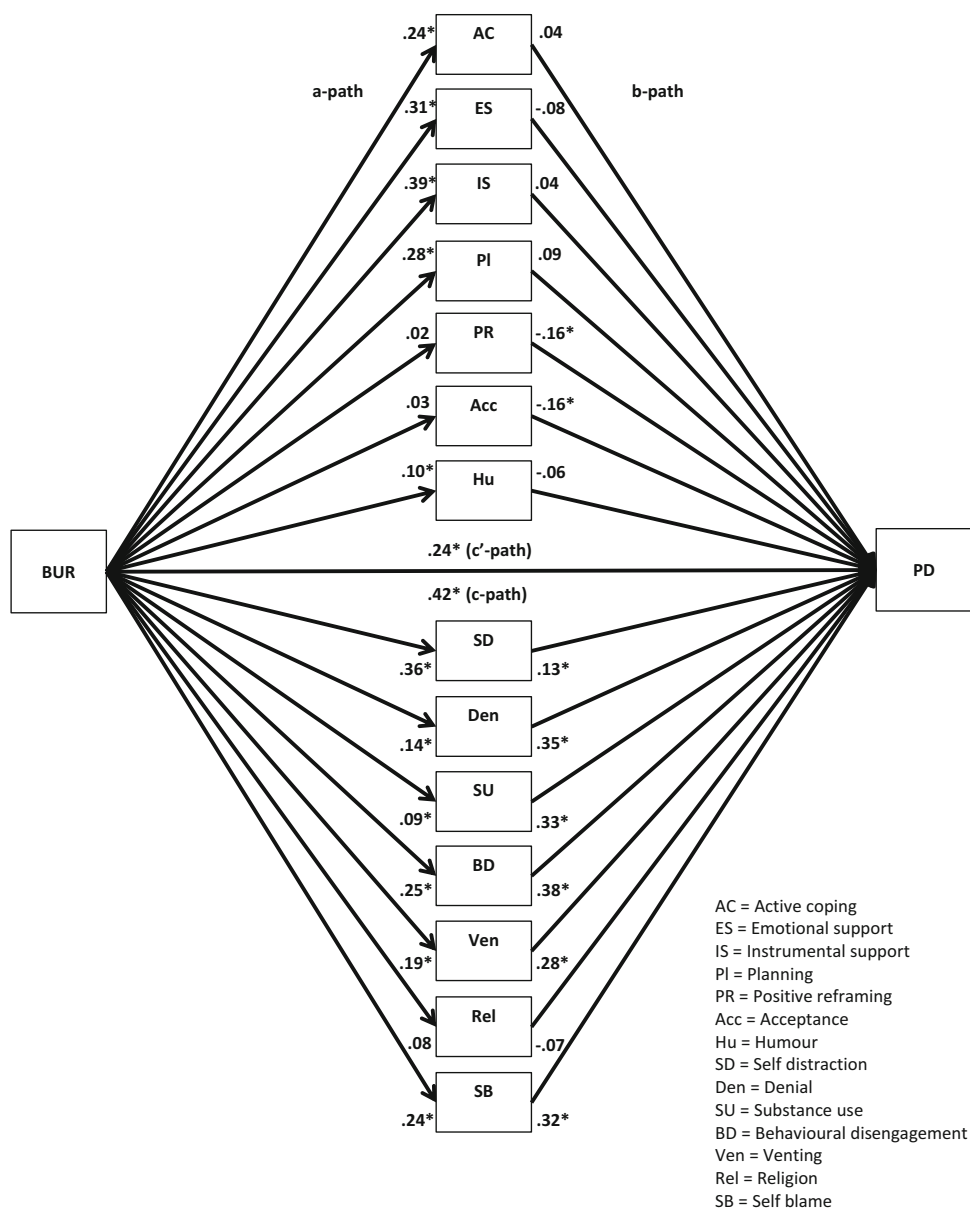 .24* AC .04
a-path b-path
.31* ES -.08
.39* IS .04
.28* Pl .09
.02 PR -.16*
.03 Acc -.16*
.10* Hu -.06
.24* (c'-path)
BUR PD
.42* (c-path)
SD
.36* .13*
Den
.14* .35*
SU
.09* .33*
BD
.25* .38*
Ven
.19* .28*
Rel
.08 -.07
SB
.24* .32*
AC = Active coping
ES = Emotional support
IS = Instrumental support
Pl = Planning
PR = Positive reframing
Acc = Acceptance
Hu = Humour
SD = Self distraction
Den = Denial
SU = Substance use
BD = Behavioural disengagement
Ven = Venting
Rel = Religion
SB = Self blame